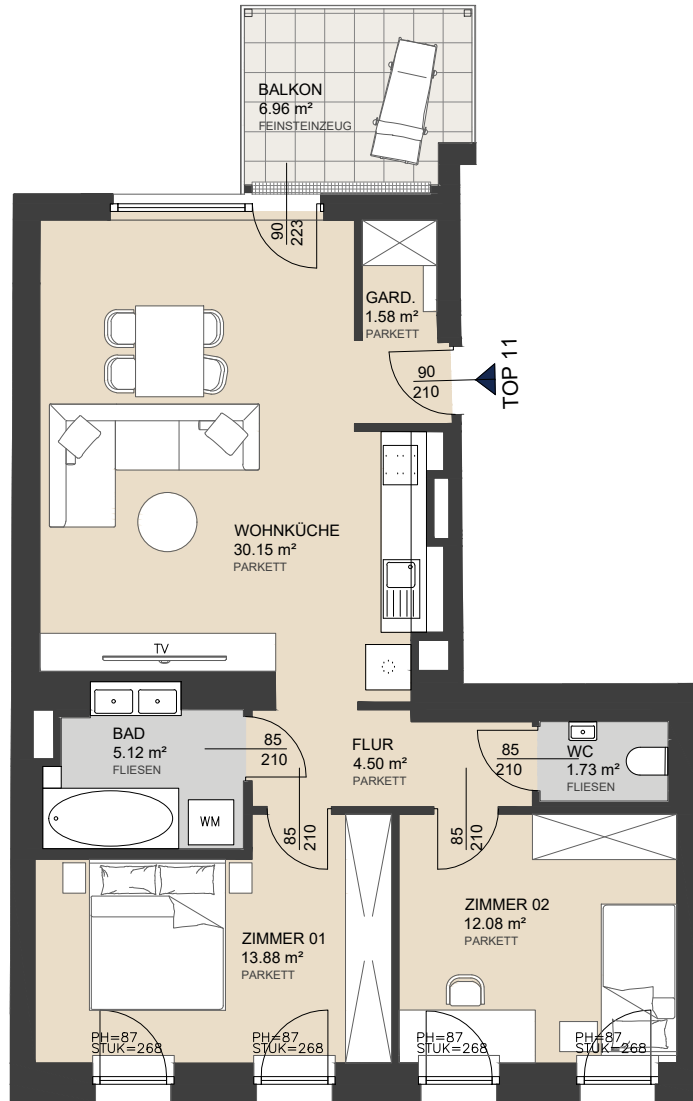 BALKON
6.96 m²
FEINSTEINZEUG
90
223
GARD.
1.58 m²
PARKETT
90
210
TOP 11
WOHNKÜCHE
30.15 m²
PARKETT
TV
BAD
5.12 m²
FLIESEN
85
210
FLUR
4.50 m²
PARKETT
85
210
WC
1.73 m²
FLIESEN
WM
85
210
85
210
ZIMMER 01
13.88 m²
PARKETT
ZIMMER 02
12.08 m²
PARKETT
PH=87
STUK=268
PH=87
STUK=268
PH=87
STUK=268
PH=87
STUK=268